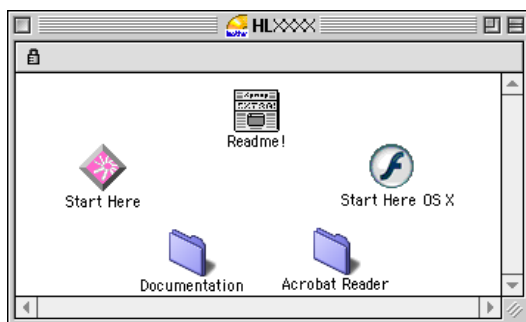 HLXXXX
Readme!
Start Here
Start Here OS X
Documentation
Acrobat Reader